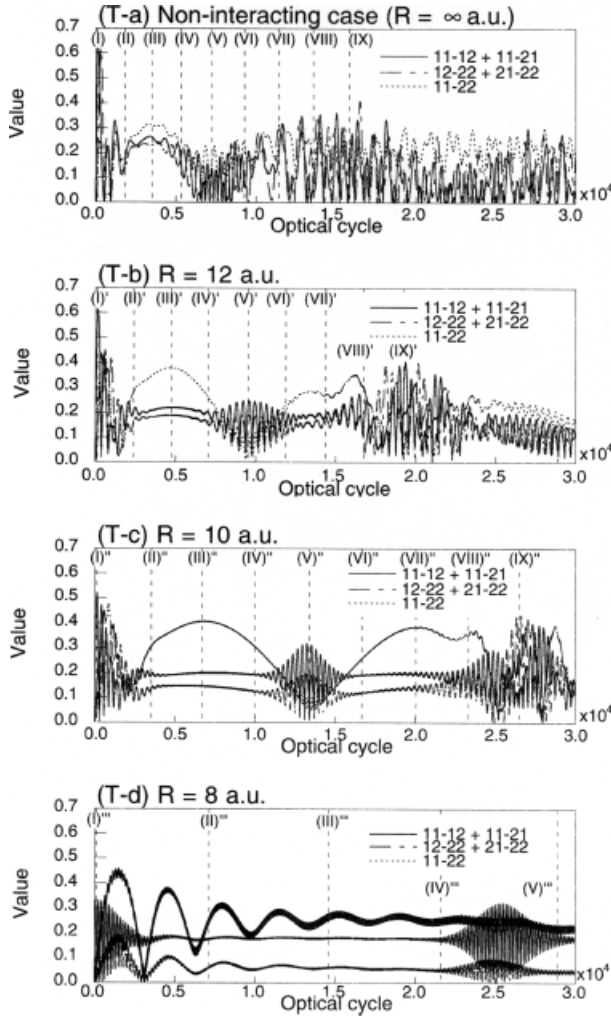 (T-a) Non-interacting case (R = ∞ a.u.)
(I) (II) (III) (IV) (V) (VI) (VII) (VIII) (IX)
0.7
0.6
0.5
0.4
0.3
0.2
0.1
0.0
Value
11-12 + 11-21
12-22 + 21-22
11-22
x10⁴
0.0 0.5 1.0 1.5 2.0 2.5 3.0
Optical cycle
(T-b) R = 12 a.u.
(I)' (II)' (III)' (IV)' (V)' (VI)' (VII)'
(VIII)' (IX)'
0.7
0.6
0.5
0.4
0.3
0.2
0.1
0.0
Value
11-12 + 11-21
12-22 + 21-22
11-22
x10⁴
0.0 0.5 1.0 1.5 2.0 2.5 3.0
Optical cycle
(T-c) R = 10 a.u.
(I)" (II)" (III)" (IV)" (V)" (VI)" (VII)" (VIII)" (IX)"
0.7
0.6
0.5
0.4
0.3
0.2
0.1
0.0
Value
11-12 + 11-21
12-22 + 21-22
11-22
x10⁴
0.0 0.5 1.0 1.5 2.0 2.5 3.0
Optical cycle
(T-d) R = 8 a.u.
(I)''' (II)''' (III)'''
(IV)''' (V)'''
0.7
0.6
0.5
0.4
0.3
0.2
0.1
0.0
Value
11-12 + 11-21
12-22 + 21-22
11-22
x10⁴
0.0 0.5 1.0 1.5 2.0 2.5 3.0
Optical cycle